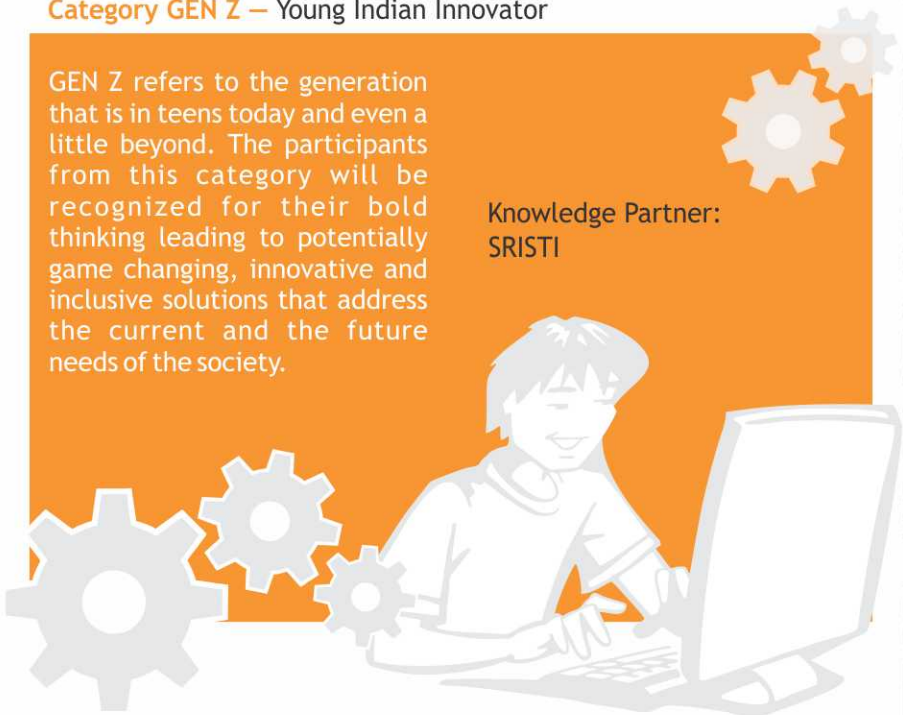 Category GEN Z — Young Indian Innovator
GEN Z refers to the generation
that is in teens today and even a
little beyond. The participants
from this category will be
recognized for their bold
thinking leading to potentially
game changing, innovative and
inclusive solutions that address
the current and the future
needs of the society.
Knowledge Partner:
SRISTI